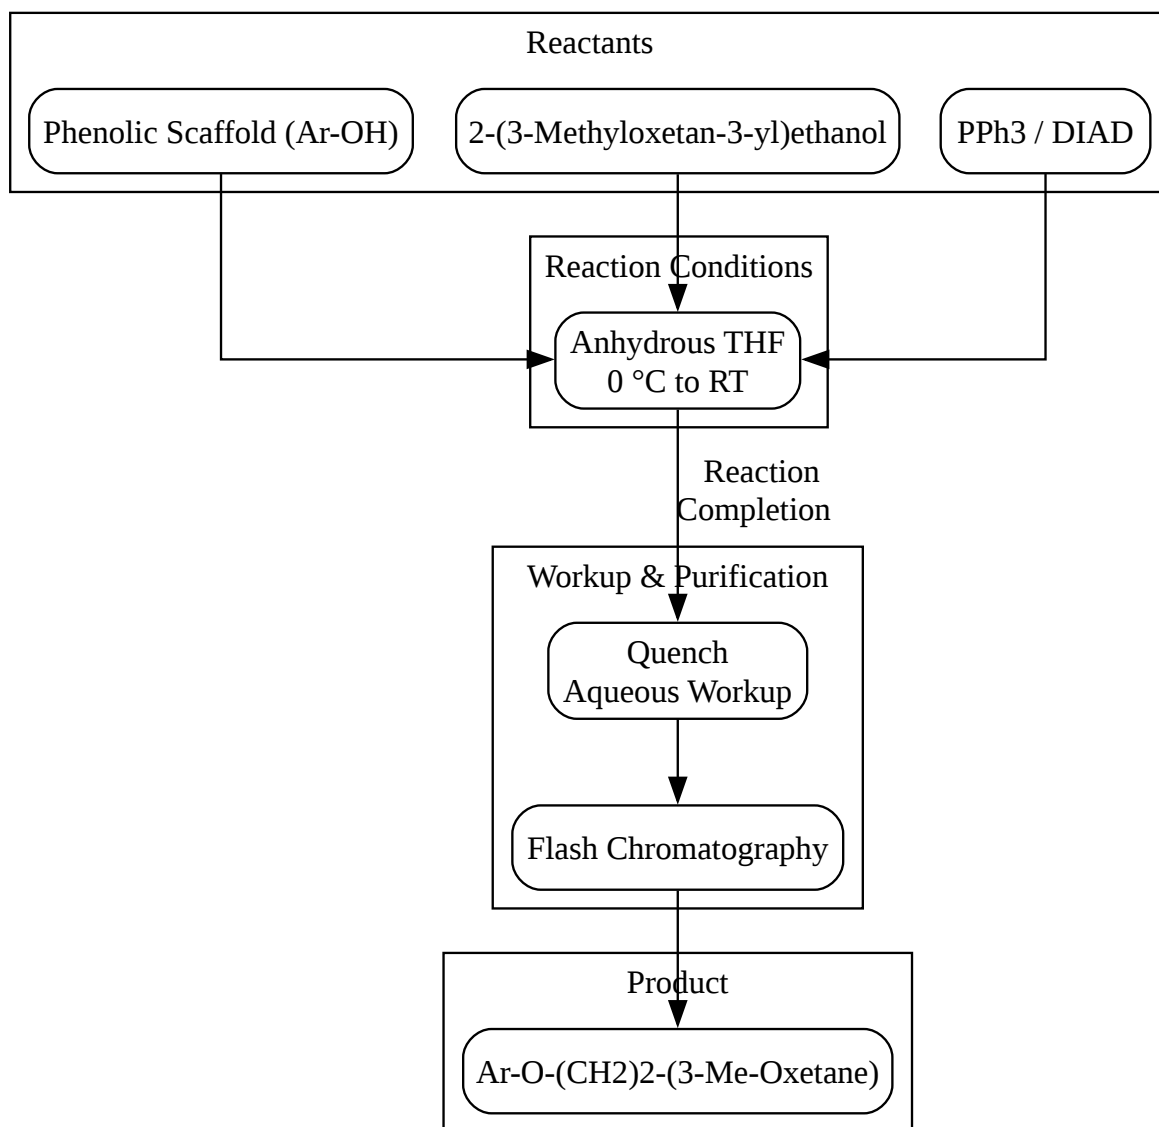 Reactants
Phenolic Scaffold (Ar-OH)
2-(3-Methyloxetan-3-yl)ethanol
PPh3 / DIAD
Reaction Conditions
Anhydrous THF
0 °C to RT
Reaction
Completion
Workup & Purification
Quench
Aqueous Workup
Flash Chromatography
Product
Ar-O-(CH2)2-(3-Me-Oxetane)